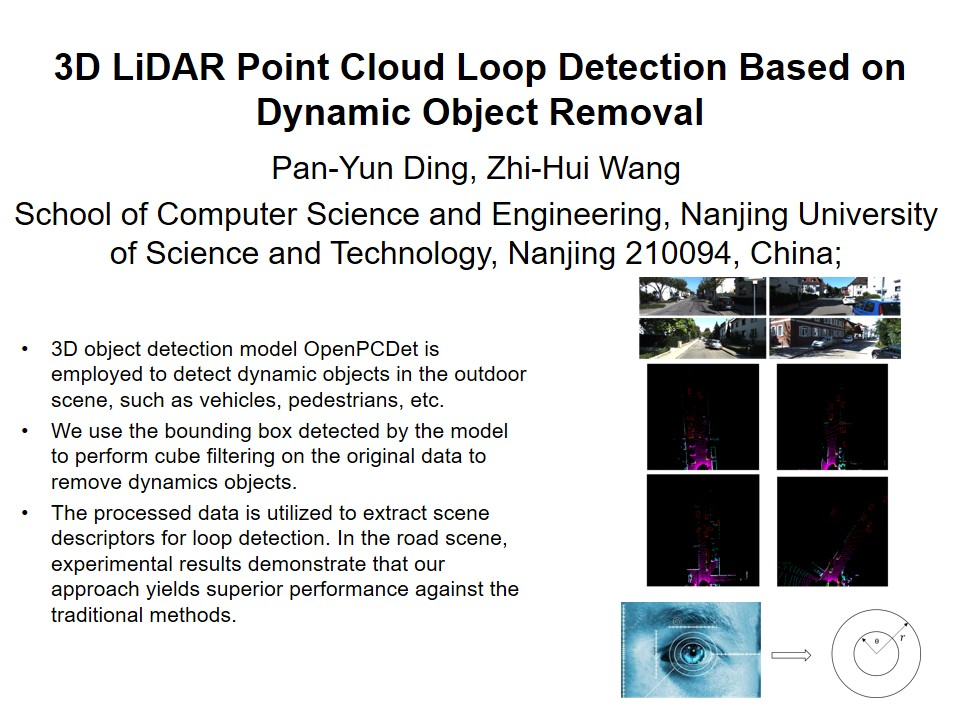 3D LiDAR Point Cloud Loop Detection Based on
Dynamic Object Removal
Pan-Yun Ding, Zhi-Hui Wang
School of Computer Science and Engineering, Nanjing University
of Science and Technology, Nanjing 210094, China;
• 3D object detection model OpenPCDet is
employed to detect dynamic objects in the outdoor
scene, such as vehicles, pedestrians, etc.
• We use the bounding box detected by the model
to perform cube filtering on the original data to
remove dynamics objects.
• The processed data is utilized to extract scene
descriptors for loop detection. In the road scene,
experimental results demonstrate that our
approach yields superior performance against the
traditional methods.
θ
r